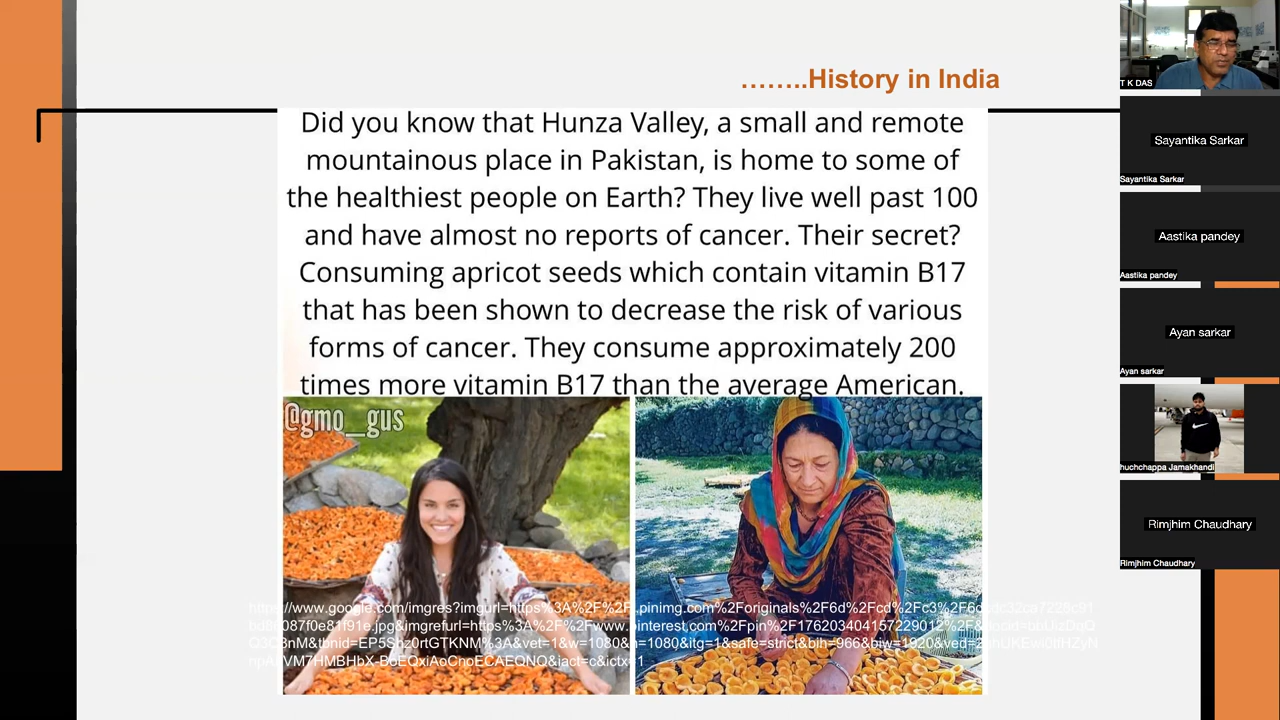 ……..History in India
Did you know that Hunza Valley, a small and remote
mountainous place in Pakistan, is home to some of
the healthiest people on Earth? They live well past 100
and have almost no reports of cancer. Their secret?
Consuming apricot seeds which contain vitamin B17
that has been shown to decrease the risk of various
forms of cancer. They consume approximately 200
times more vitamin B17 than the average American.
@gmo_gus
T K DAS
Sayantika Sarkar
Sayantika Sarkar
Aastika pandey
Aastika pandey
Ayan sarkar
Ayan sarkar
huchchappa Jamakhandi
Rimjhim Chaudhary
Rimjhim Chaudhary